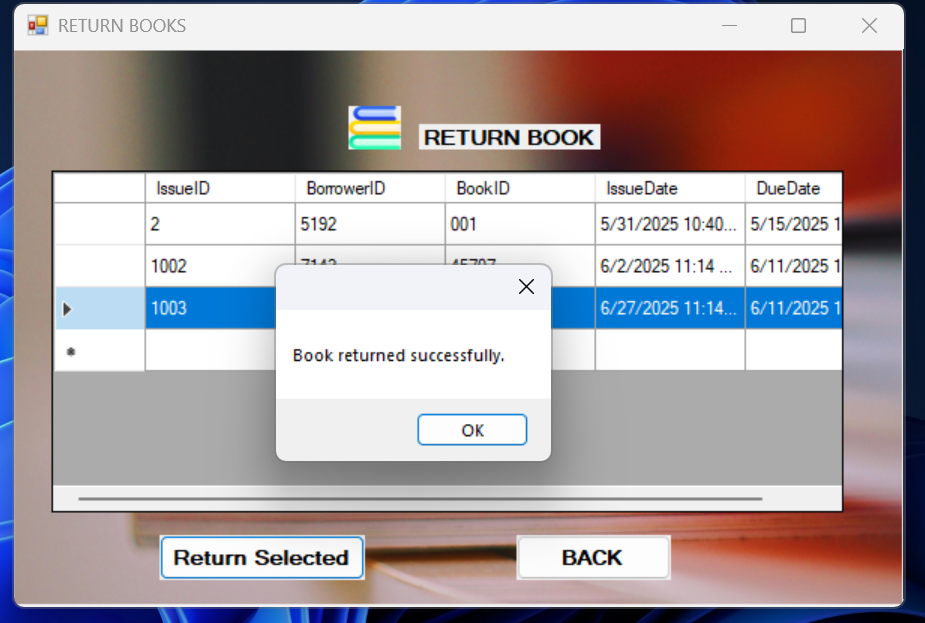 RETURN BOOKS
RETURN BOOK
IssueID BorrowerID BookID IssueDate DueDate
2 5192 001 5/31/2025 10:40... 5/15/2025 1
1002 7143 45707 6/2/2025 11:14 ... 6/11/2025 1
1003 6/27/2025 11:14... 6/11/2025 1
Book returned successfully.
OK
Return Selected BACK